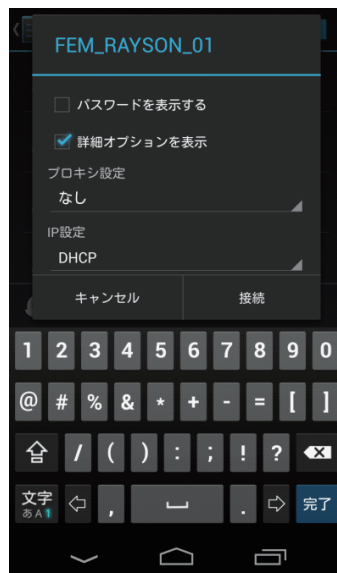 FEM_RAYSON_01
パスワードを表示する
詳細オプションを表示
プロキシ設定
なし
IP設定
DHCP
キャンセル
接続
1 2 3 4 5 6 7 8 9 0
@ # % & * + - = [ ]
/ ( ) : ; ! ?
文字 , . 完了
あA1